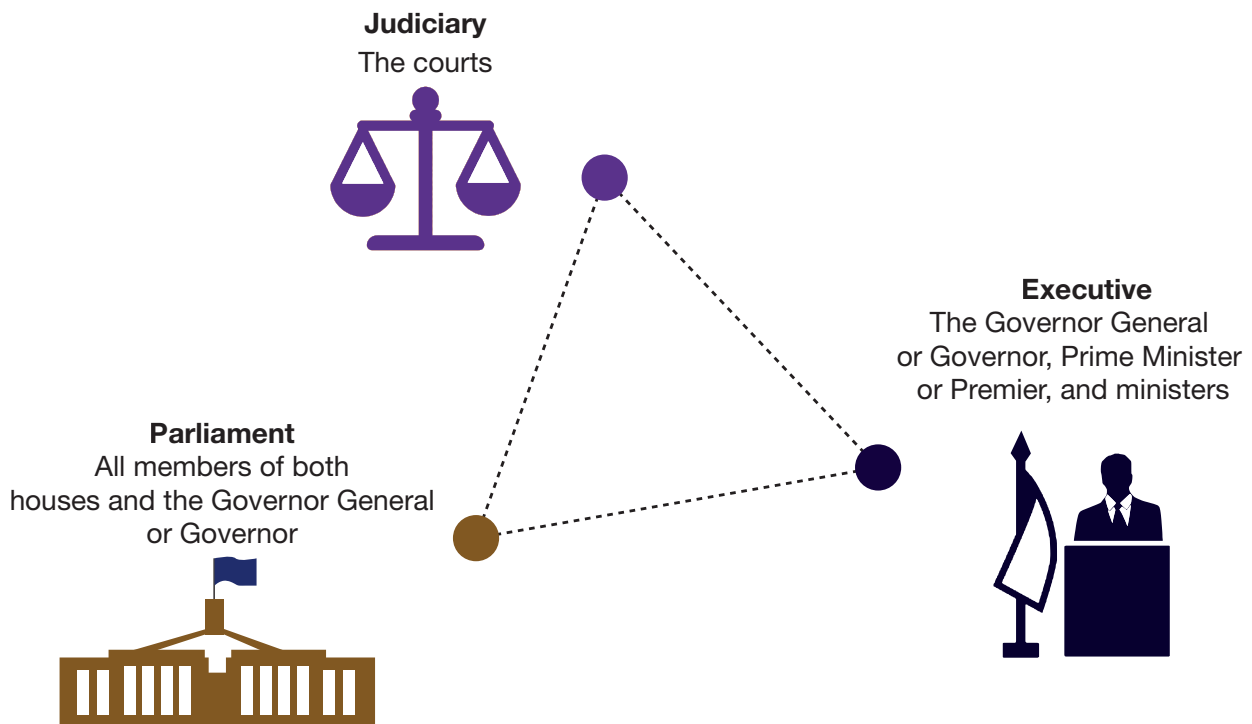 Judiciary
The courts
Executive
The Governor General
or Governor, Prime Minister
or Premier, and ministers
Parliament
All members of both
houses and the Governor General
or Governor